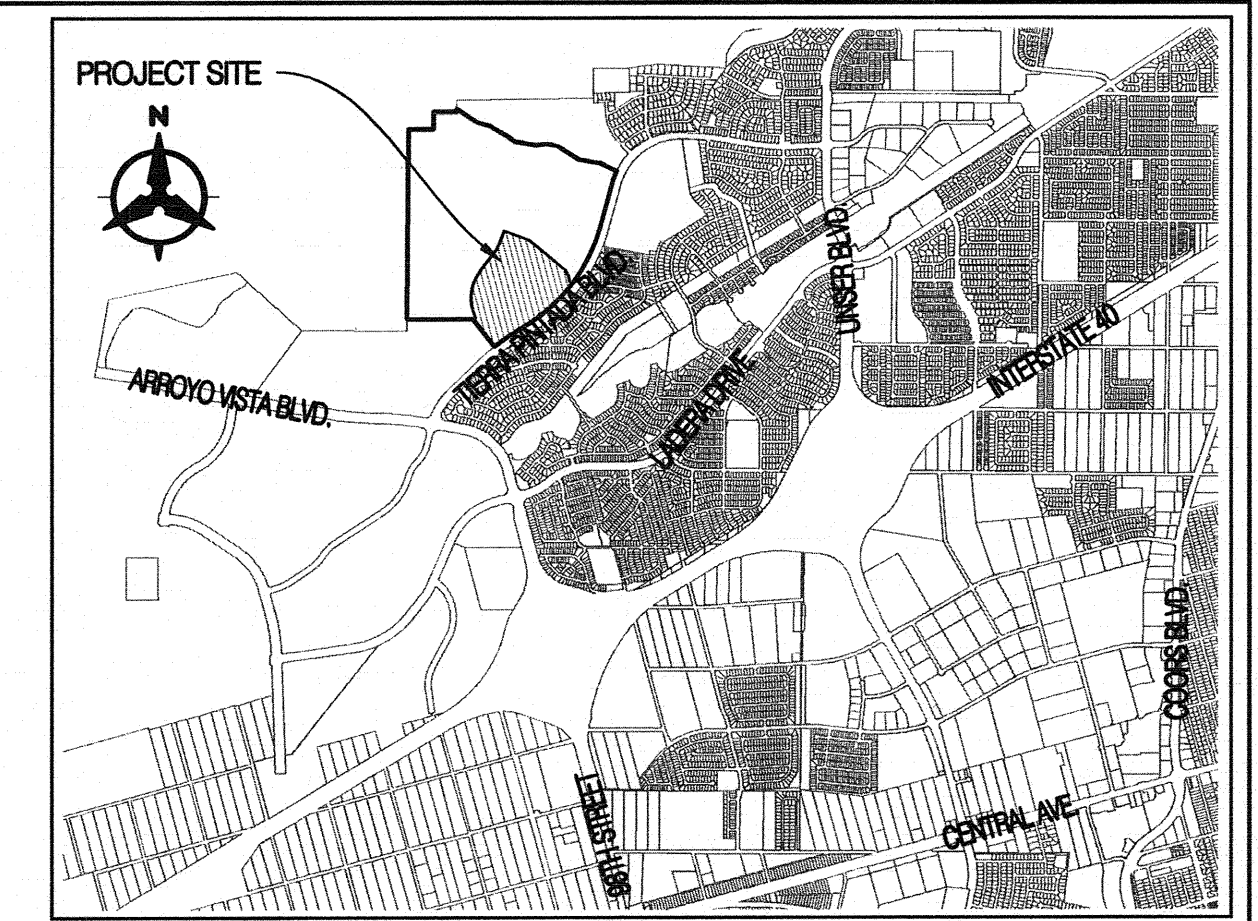 PROJECT SITE
N
UNSER BLVD.
TIERRA PINTADA BLVD.
INTERSTATE 40
LADERA DRIVE
ARROYO VISTA BLVD.
COORS BLVD.
98TH STREET
CENTRAL AVE.